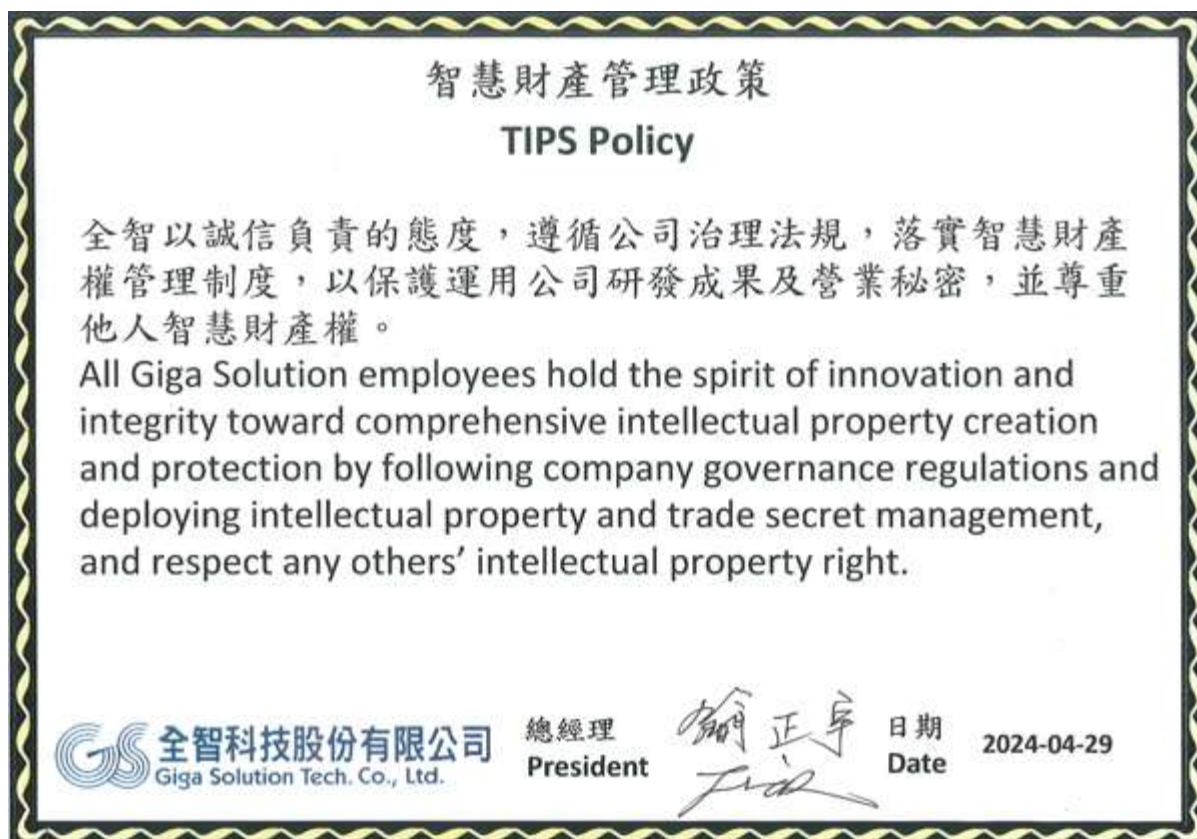 智慧財產管理政策
TIPS Policy
全智以誠信負責的態度，遵循公司治理法規，落實智慧財產
權管理制度，以保護運用公司研發成果及營業秘密，並尊重
他人智慧財產權。
All Giga Solution employees hold the spirit of innovation and
integrity toward comprehensive intellectual property creation
and protection by following company governance regulations and
deploying intellectual property and trade secret management,
and respect any others’ intellectual property right.
GS 全智科技股份有限公司
Giga Solution Tech. Co., Ltd.
總經理
President
正宇
日期
Date
2024-04-29